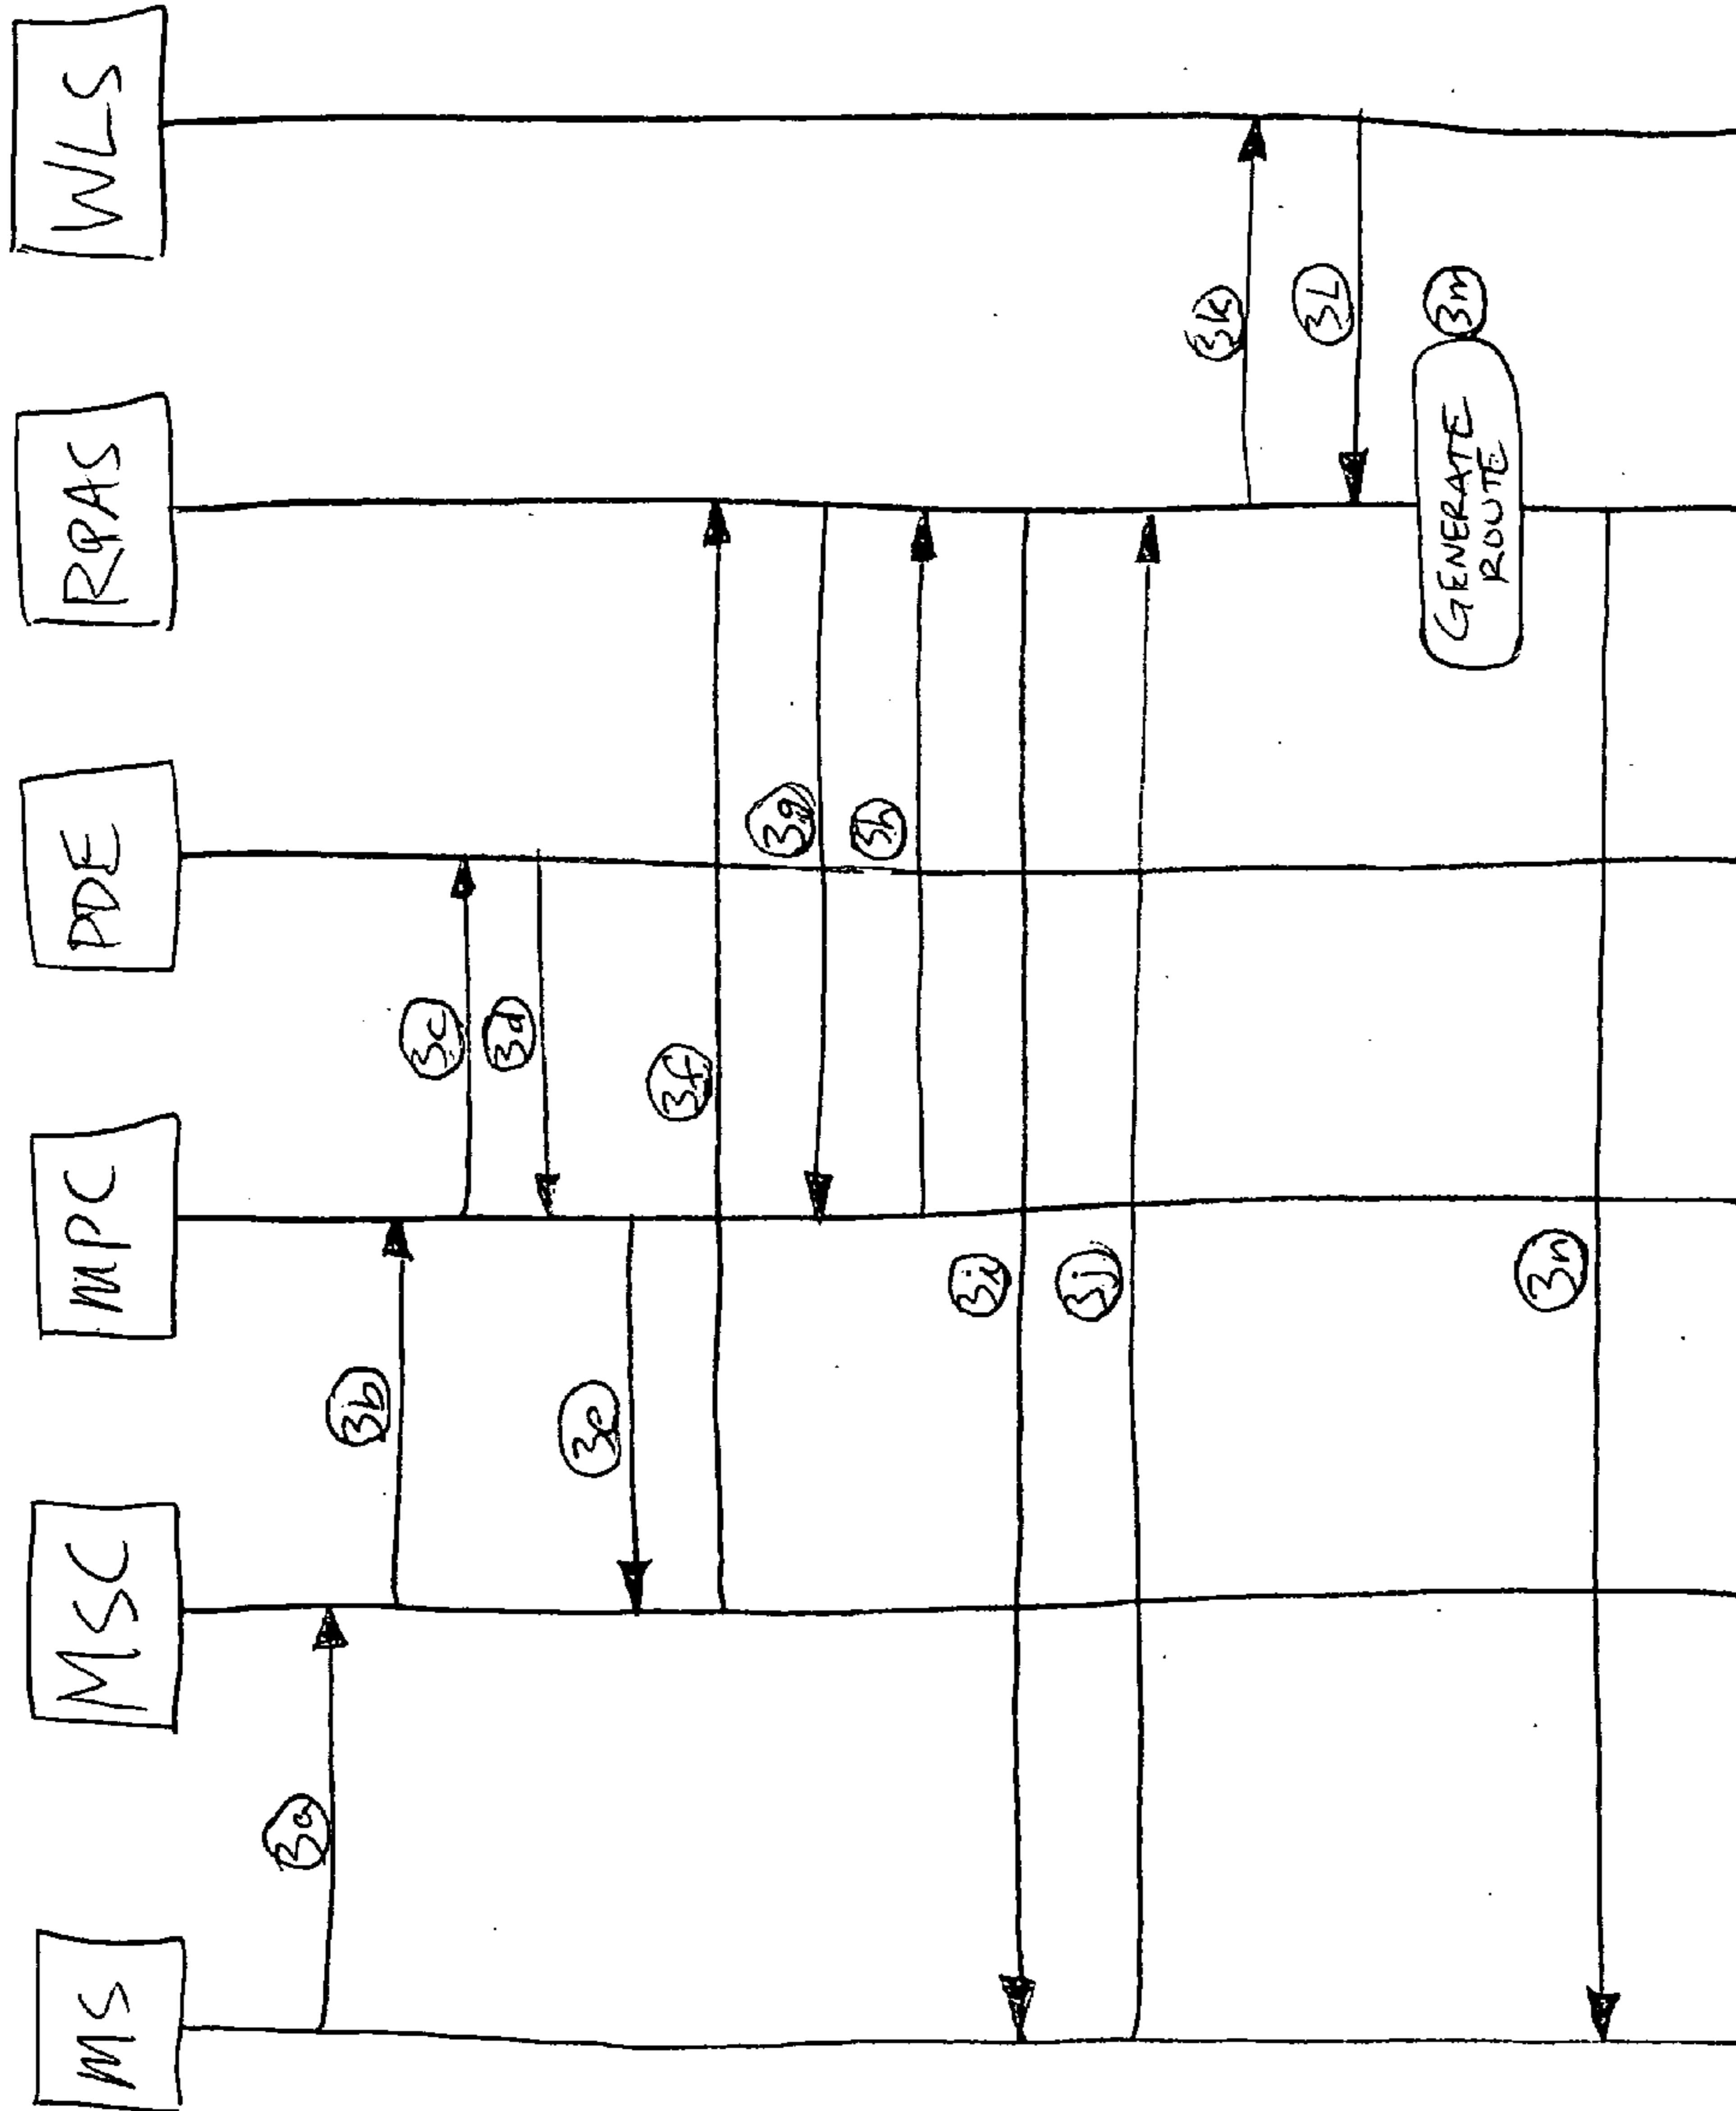 MS
MSC
MPC
PDE
RPAS
WLS
3a
3b
3c
3d
3e
3f
3g
3h
3i
3j
3k
3L
GENERATE
ROUTE
3m
3n